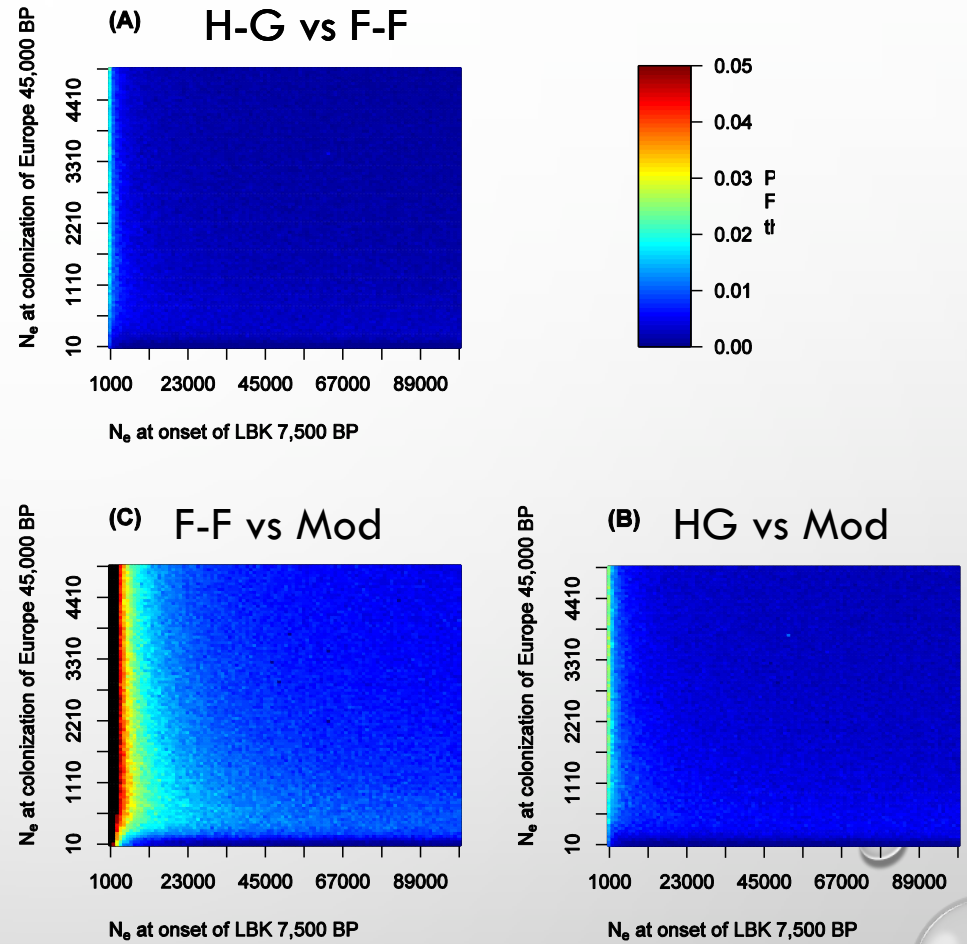 (A) H-G vs F-F
Nₑ at colonization of Europe 45,000 BP
4410
3310
2210
1110
10
1000 23000 45000 67000 89000
Nₑ at onset of LBK 7,500 BP
0.05
0.04
0.03
0.02
0.01
0.00
P
F
th
(C) F-F vs Mod
Nₑ at colonization of Europe 45,000 BP
4410
3310
2210
1110
10
1000 23000 45000 67000 89000
Nₑ at onset of LBK 7,500 BP
(B) HG vs Mod
Nₑ at colonization of Europe 45,000 BP
4410
3310
2210
1110
10
1000 23000 45000 67000 89000
Nₑ at onset of LBK 7,500 BP